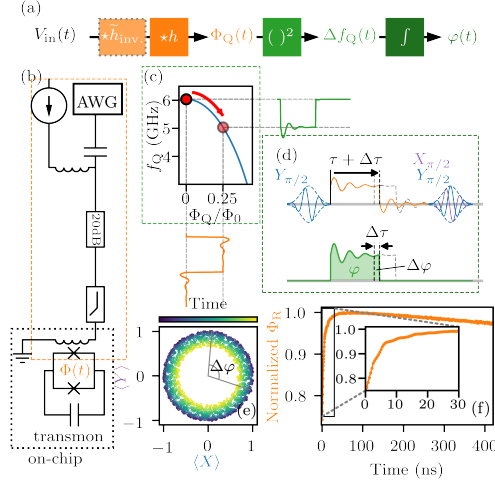 (a)
V_in(t) ⋆h̃_inv. ⋆h Φ_Q(t) ( )² Δf_Q(t) ∫ φ(t)
(b)
AWG
20dB
Φ(t)
transmon
on-chip
(c)
f_Q (GHz)
6
5
4
0 0.25
Φ_Q/Φ_0
Time
(d)
τ + Δτ
Y_π/2
X_π/2
Y_π/2
Δτ
φ
Δφ
⟨Y⟩
1
0
−1
Δφ
(e)
−1 0 1
⟨X⟩
Normalized Φ_R
1.0
0.9
0.8
1.0
0.9
0.8
0.7
0 10 20 30
(f)
0 100 200 300 400
Time (ns)